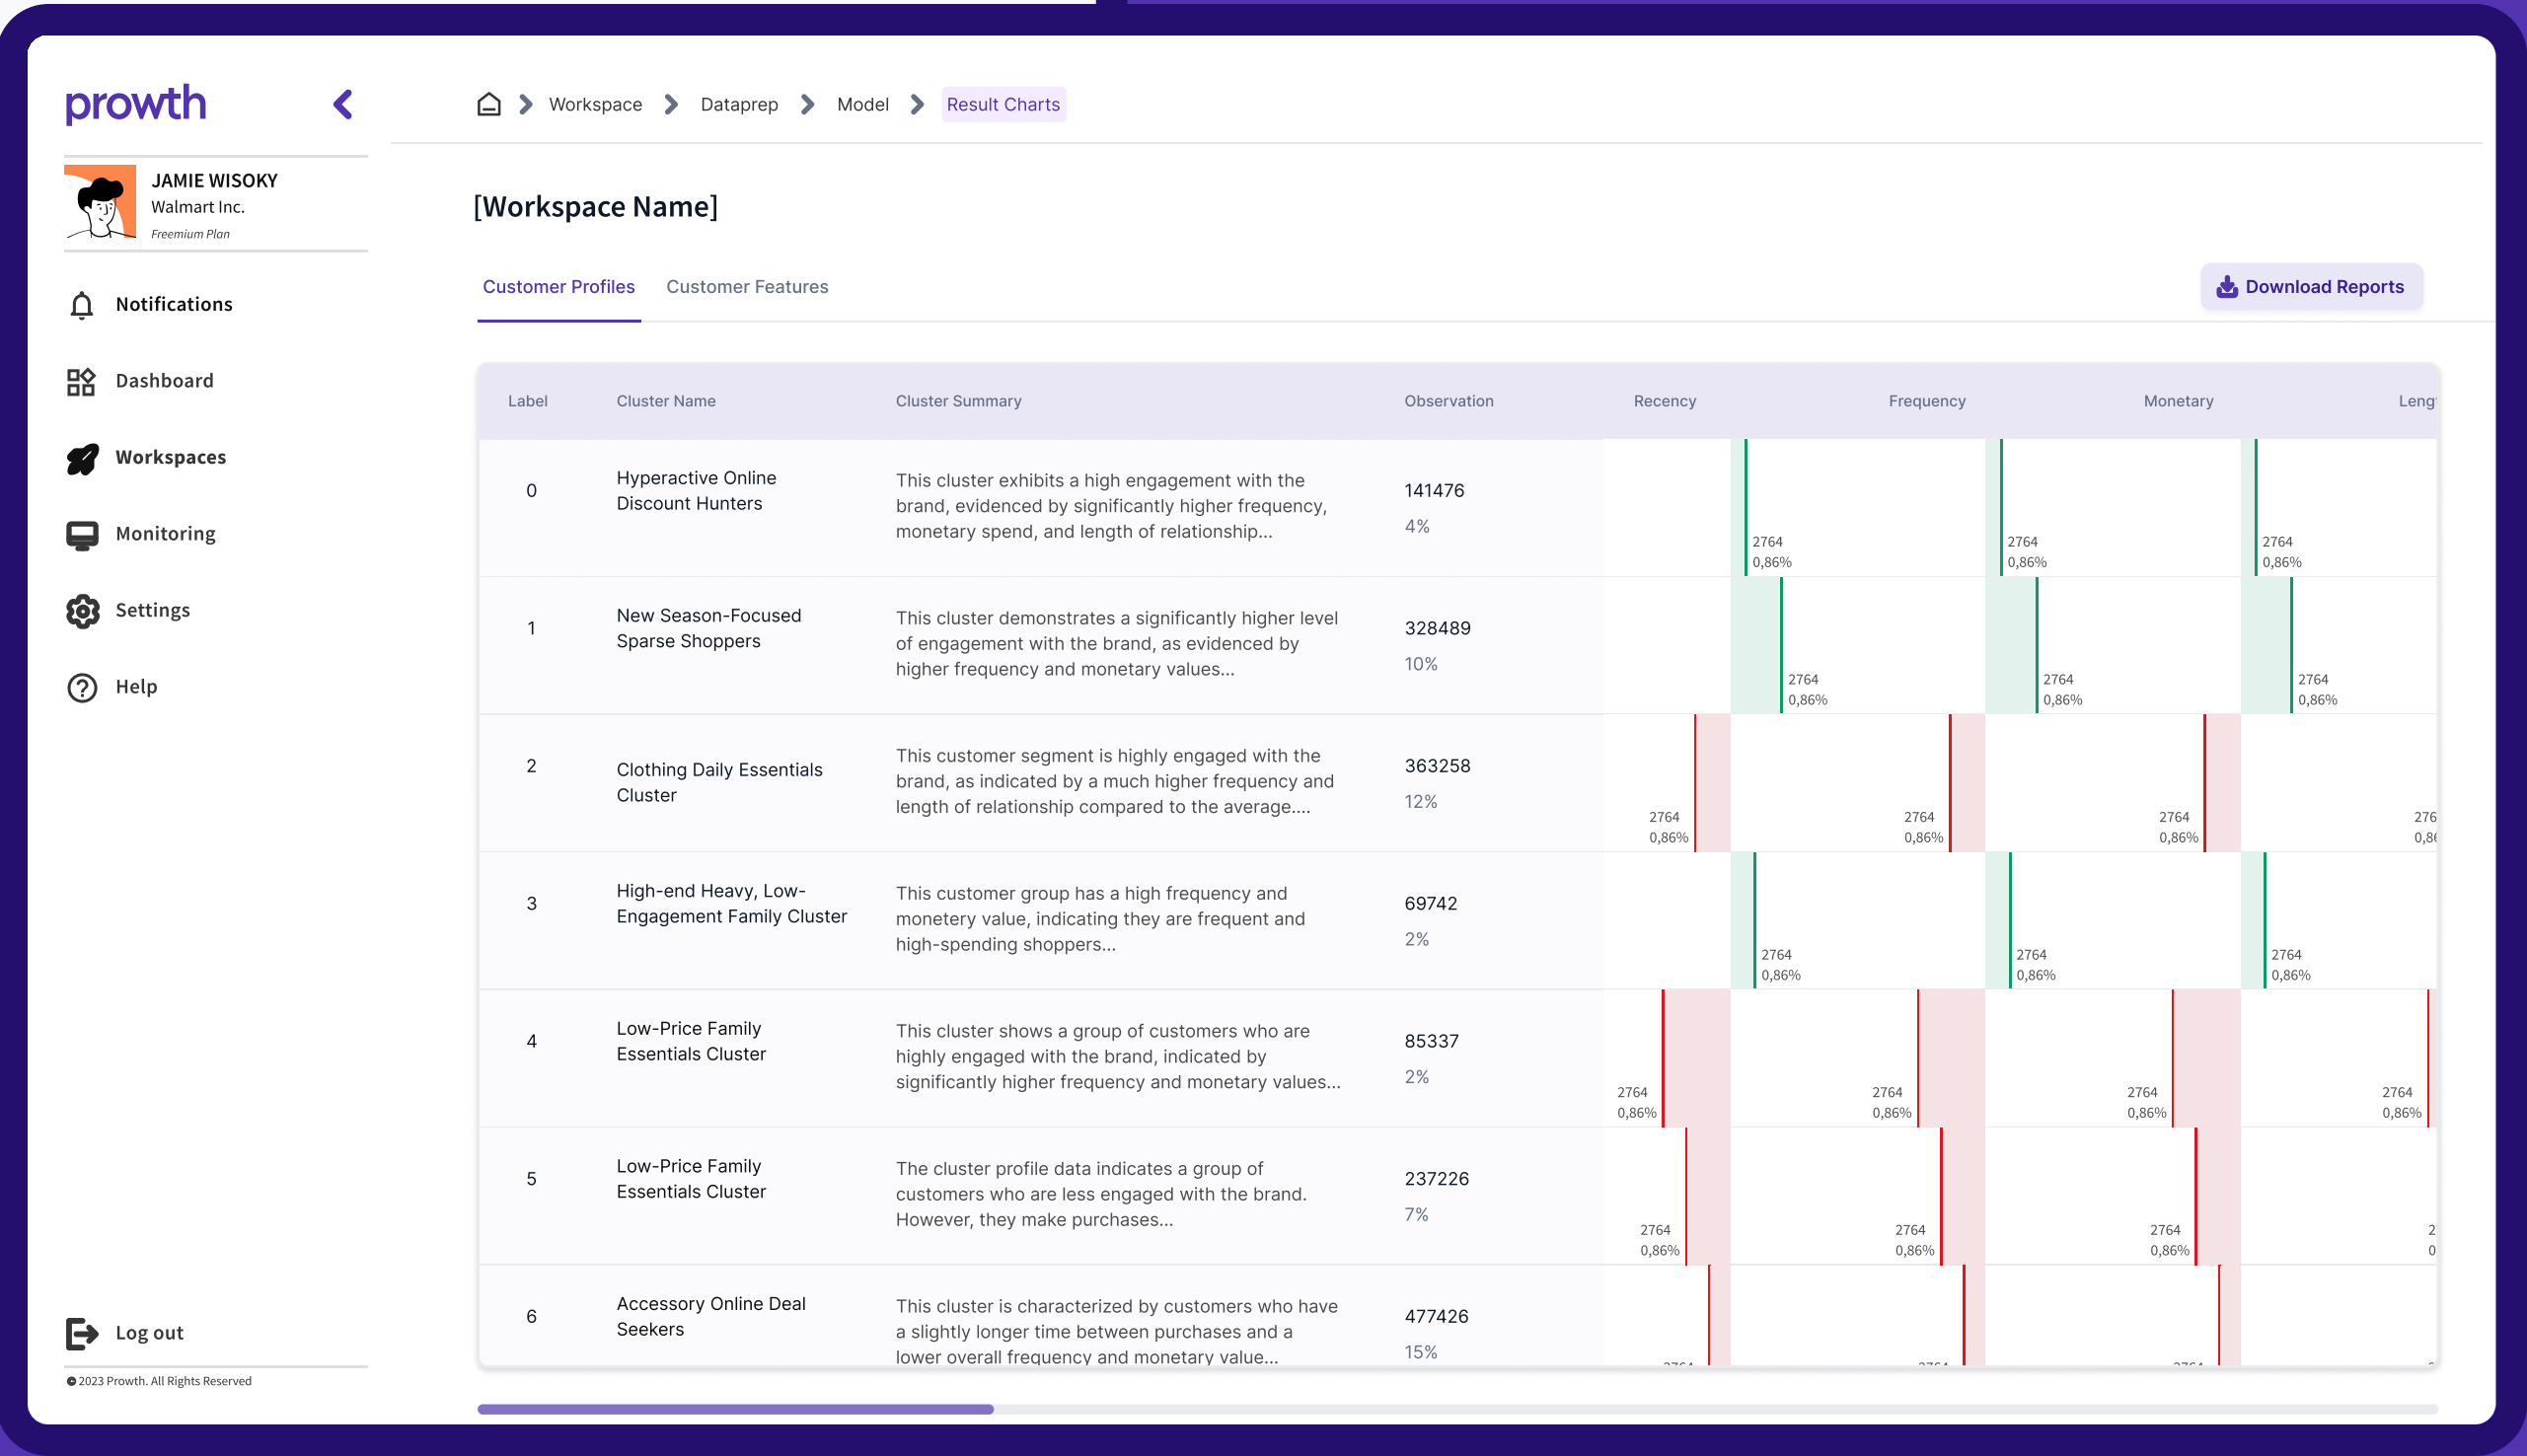 prowth
JAMIE WISOKY
Walmart Inc.
Freemium Plan
Notifications
Dashboard
Workspaces
Monitoring
Settings
Help
Log out
© 2023 Prowth. All Rights Reserved
Workspace
Dataprep
Model
Result Charts
[Workspace Name]
Customer Profiles
Customer Features
Download Reports
Label
Cluster Name
Cluster Summary
Observation
Recency
Frequency
Monetary
Leng
0
Hyperactive Online
Discount Hunters
This cluster exhibits a high engagement with the
brand, evidenced by significantly higher frequency,
monetary spend, and length of relationship...
141476
4%
2764
0,86%
2764
0,86%
2764
0,86%
1
New Season-Focused
Sparse Shoppers
This cluster demonstrates a significantly higher level
of engagement with the brand, as evidenced by
higher frequency and monetary values...
328489
10%
2764
0,86%
2764
0,86%
2764
0,86%
2
Clothing Daily Essentials
Cluster
This customer segment is highly engaged with the
brand, as indicated by a much higher frequency and
length of relationship compared to the average....
363258
12%
2764
0,86%
2764
0,86%
2764
0,86%
276
0,8
3
High-end Heavy, Low-
Engagement Family Cluster
This customer group has a high frequency and
monetery value, indicating they are frequent and
high-spending shoppers...
69742
2%
2764
0,86%
2764
0,86%
2764
0,86%
4
Low-Price Family
Essentials Cluster
This cluster shows a group of customers who are
highly engaged with the brand, indicated by
significantly higher frequency and monetary values...
85337
2%
2764
0,86%
2764
0,86%
2764
0,86%
2764
0,86%
5
Low-Price Family
Essentials Cluster
The cluster profile data indicates a group of
customers who are less engaged with the brand.
However, they make purchases...
237226
7%
2764
0,86%
2764
0,86%
2764
0,86%
2
0
6
Accessory Online Deal
Seekers
This cluster is characterized by customers who have
a slightly longer time between purchases and a
lower overall frequency and monetary value...
477426
15%
2764
2764
2764